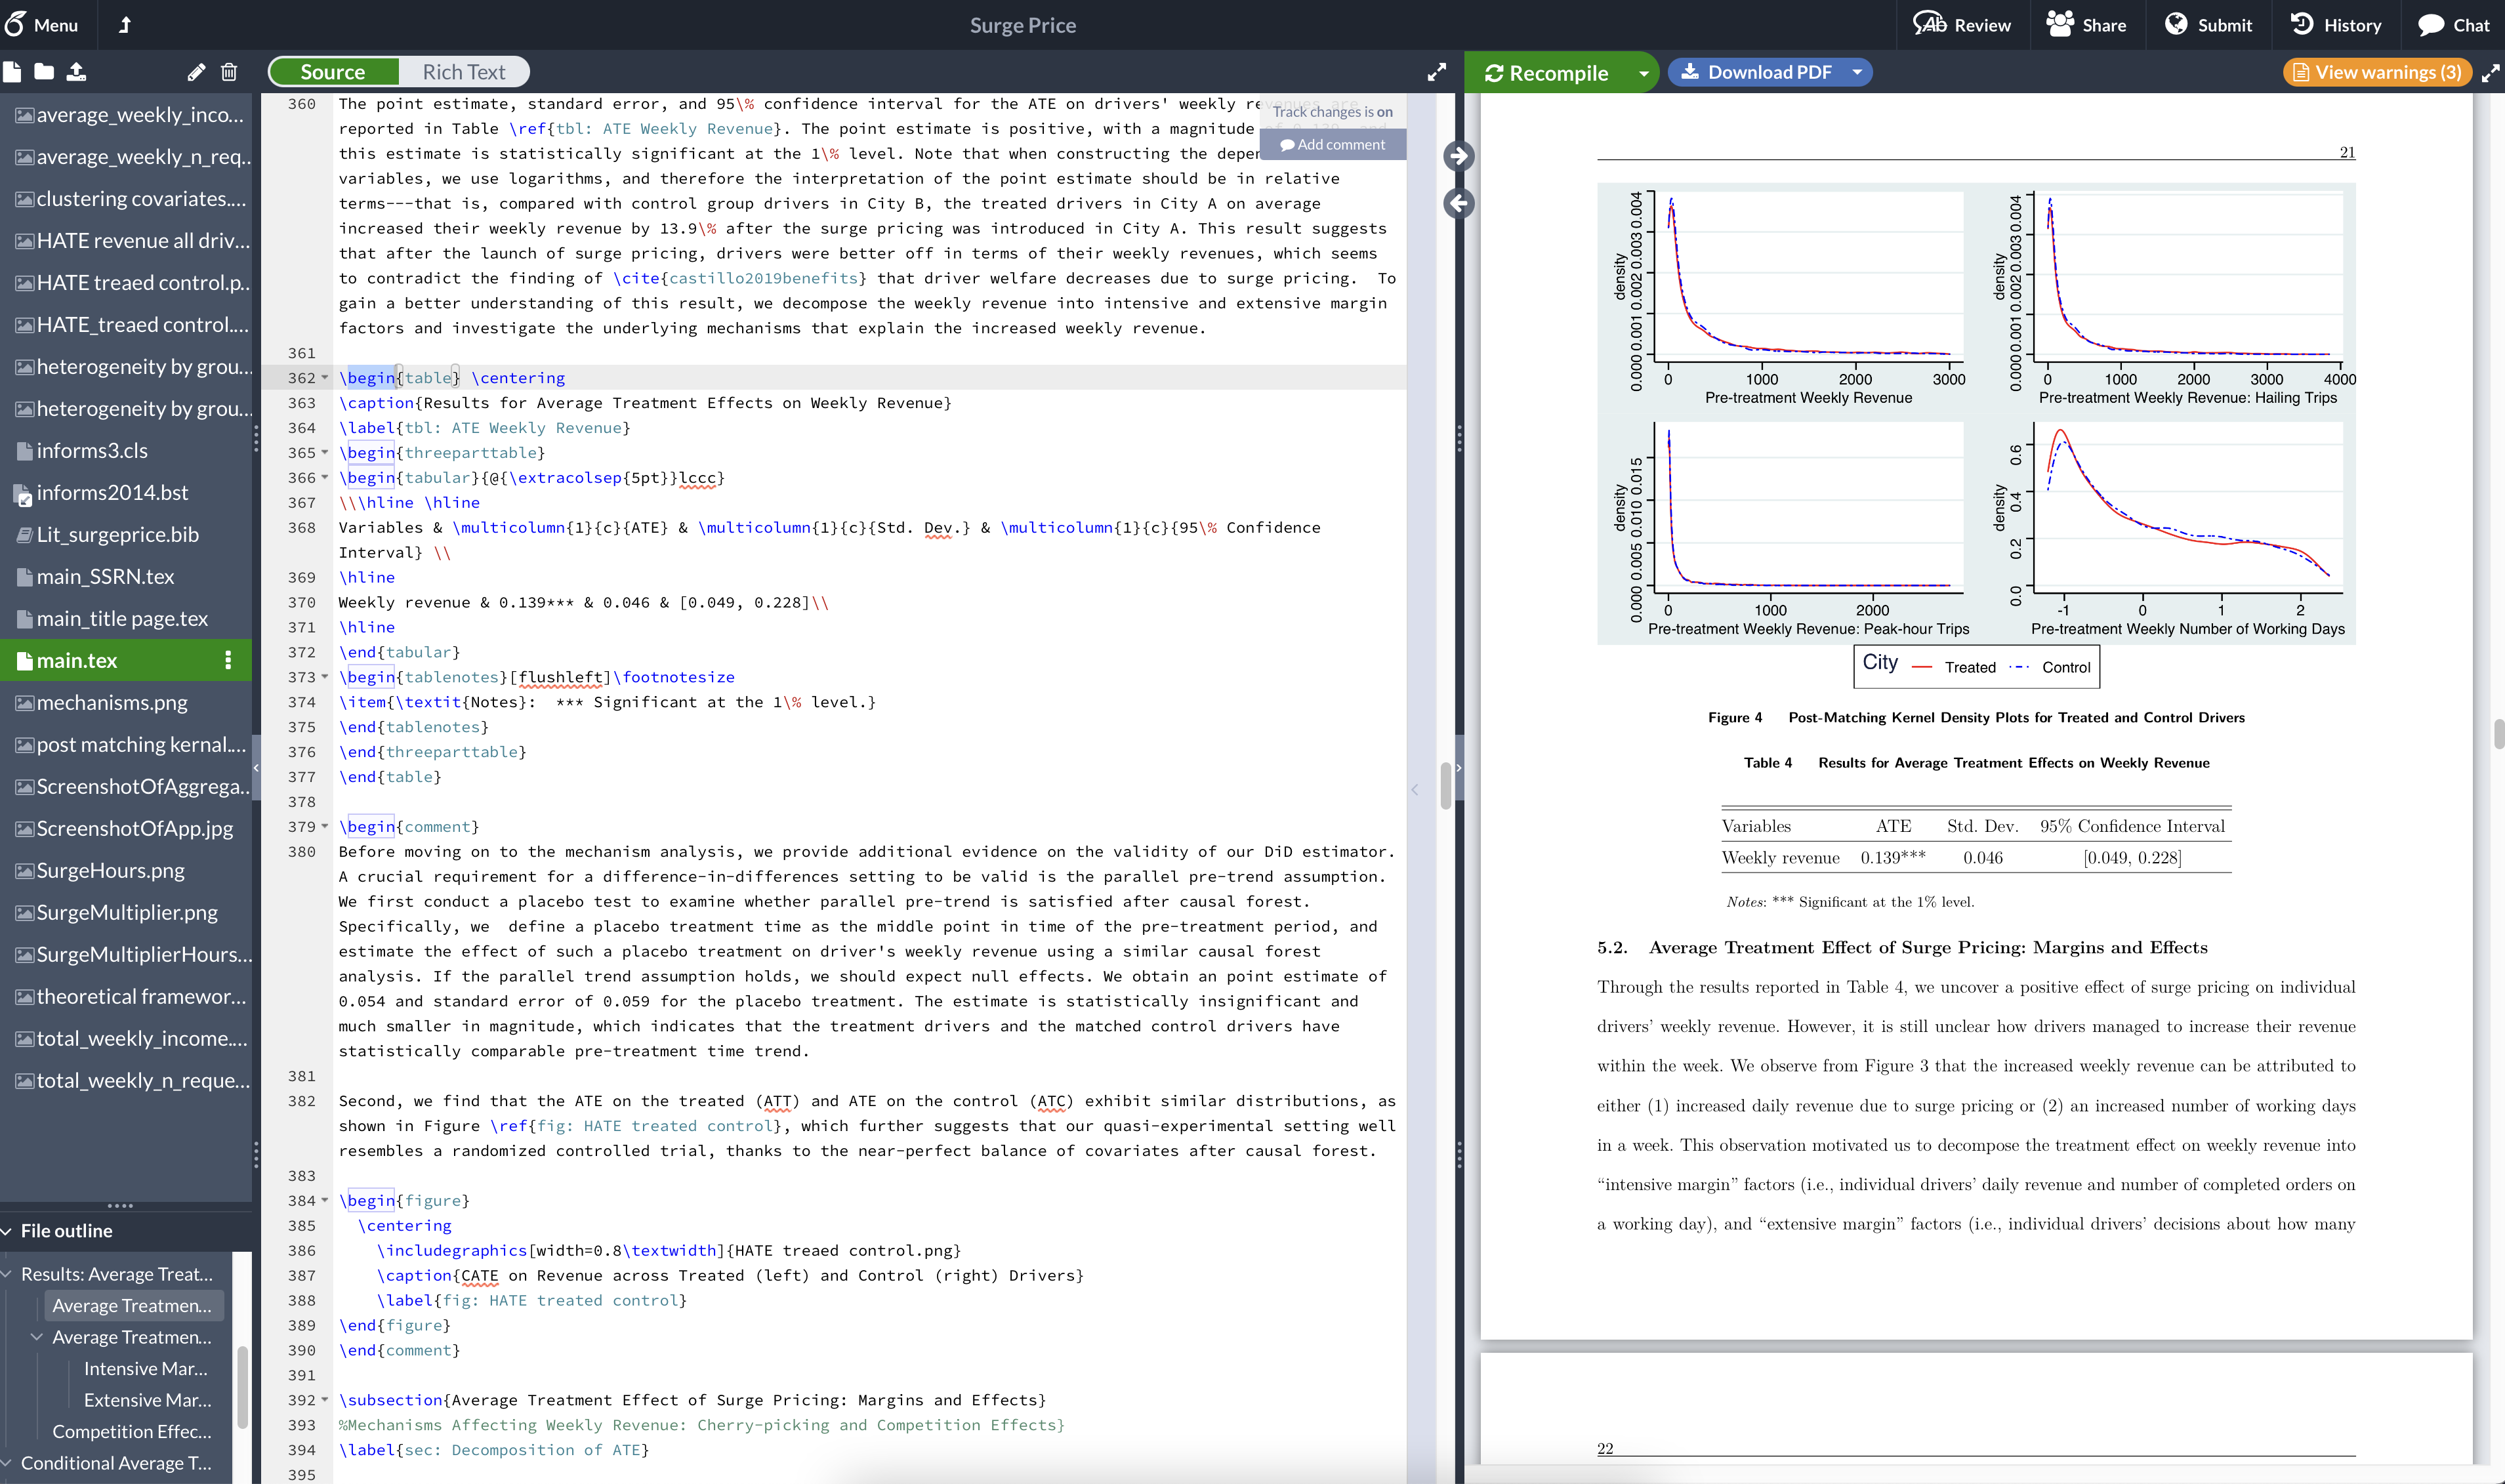 Menu
Surge Price
Review
Share
Submit
History
Chat
Source
Rich Text
Recompile
Download PDF
View warnings (3)
average_weekly_inco...
average_weekly_n_req..
clustering covariates....
HATE revenue all driv...
HATE treaed control.p..
HATE_treaed control....
heterogeneity by grou...
heterogeneity by grou...
informs3.cls
informs2014.bst
Lit_surgeprice.bib
main_SSRN.tex
main_title page.tex
main.tex
mechanisms.png
post matching kernal....
ScreenshotOfAggrega..
ScreenshotOfApp.jpg
SurgeHours.png
SurgeMultiplier.png
SurgeMultiplierHours...
theoretical framewor...
total_weekly_income....
total_weekly_n_reque...
File outline
Results: Average Treat...
Average Treatmen...
Average Treatmen...
Intensive Mar...
Extensive Mar...
Competition Effec...
Conditional Average T...
Track changes is on
Add comment
360 The point estimate, standard error, and 95\% confidence interval for the ATE on drivers' weekly revenues are
reported in Table \ref{tbl: ATE Weekly Revenue}. The point estimate is positive, with a magnitude of 0.139, and
this estimate is statistically significant at the 1\% level. Note that when constructing the deper
variables, we use logarithms, and therefore the interpretation of the point estimate should be in relative
terms---that is, compared with control group drivers in City B, the treated drivers in City A on average
increased their weekly revenue by 13.9\% after the surge pricing was introduced in City A. This result suggests
that after the launch of surge pricing, drivers were better off in terms of their weekly revenues, which seems
to contradict the finding of \cite{castillo2019benefits} that driver welfare decreases due to surge pricing.  To
gain a better understanding of this result, we decompose the weekly revenue into intensive and extensive margin
factors and investigate the underlying mechanisms that explain the increased weekly revenue.
361
362 \begin{table} \centering
363 \caption{Results for Average Treatment Effects on Weekly Revenue}
364 \label{tbl: ATE Weekly Revenue}
365 \begin{threeparttable}
366 \begin{tabular}{@{\extracolsep{5pt}}lccc}
367 \\\hline \hline
368 Variables & \multicolumn{1}{c}{ATE} & \multicolumn{1}{c}{Std. Dev.} & \multicolumn{1}{c}{95\% Confidence
Interval} \\
369 \hline
370 Weekly revenue & 0.139*** & 0.046 & [0.049, 0.228]\\
371 \hline
372 \end{tabular}
373 \begin{tablenotes}[flushleft]\footnotesize
374 \item{\textit{Notes}:  *** Significant at the 1\% level.}
375 \end{tablenotes}
376 \end{threeparttable}
377 \end{table}
378
379 \begin{comment}
380 Before moving on to the mechanism analysis, we provide additional evidence on the validity of our DiD estimator.
A crucial requirement for a difference-in-differences setting to be valid is the parallel pre-trend assumption.
We first conduct a placebo test to examine whether parallel pre-trend is satisfied after causal forest.
Specifically, we  define a placebo treatment time as the middle point in time of the pre-treatment period, and
estimate the effect of such a placebo treatment on driver's weekly revenue using a similar causal forest
analysis. If the parallel trend assumption holds, we should expect null effects. We obtain an point estimate of
0.054 and standard error of 0.059 for the placebo treatment. The estimate is statistically insignificant and
much smaller in magnitude, which indicates that the treatment drivers and the matched control drivers have
statistically comparable pre-treatment time trend.
381
382 Second, we find that the ATE on the treated (ATT) and ATE on the control (ATC) exhibit similar distributions, as
shown in Figure \ref{fig: HATE treated control}, which further suggests that our quasi-experimental setting well
resembles a randomized controlled trial, thanks to the near-perfect balance of covariates after causal forest.
383
384 \begin{figure}
385 \centering
386 \includegraphics[width=0.8\textwidth]{HATE treaed control.png}
387 \caption{CATE on Revenue across Treated (left) and Control (right) Drivers}
388 \label{fig: HATE treated control}
389 \end{figure}
390 \end{comment}
391
392 \subsection{Average Treatment Effect of Surge Pricing: Margins and Effects}
393 %Mechanisms Affecting Weekly Revenue: Cherry-picking and Competition Effects}
394 \label{sec: Decomposition of ATE}
395
21
density
0.000 0.001 0.002 0.003 0.004
0 1000 2000 3000
Pre-treatment Weekly Revenue
density
0.000 0.001 0.002 0.003 0.004
0 1000 2000 3000 4000
Pre-treatment Weekly Revenue: Hailing Trips
density
0.000 0.005 0.010 0.015
0 1000 2000
Pre-treatment Weekly Revenue: Peak-hour Trips
density
0.0 0.2 0.4 0.6
-1 0 1 2
Pre-treatment Weekly Number of Working Days
City Treated Control
Figure 4 Post-Matching Kernel Density Plots for Treated and Control Drivers
Table 4 Results for Average Treatment Effects on Weekly Revenue
Variables ATE Std. Dev. 95% Confidence Interval
Weekly revenue 0.139*** 0.046 [0.049, 0.228]
Notes: *** Significant at the 1% level.
5.2. Average Treatment Effect of Surge Pricing: Margins and Effects
Through the results reported in Table 4, we uncover a positive effect of surge pricing on individual
drivers' weekly revenue. However, it is still unclear how drivers managed to increase their revenue
within the week. We observe from Figure 3 that the increased weekly revenue can be attributed to
either (1) increased daily revenue due to surge pricing or (2) an increased number of working days
in a week. This observation motivated us to decompose the treatment effect on weekly revenue into
“intensive margin” factors (i.e., individual drivers' daily revenue and number of completed orders on
a working day), and “extensive margin” factors (i.e., individual drivers' decisions about how many
22